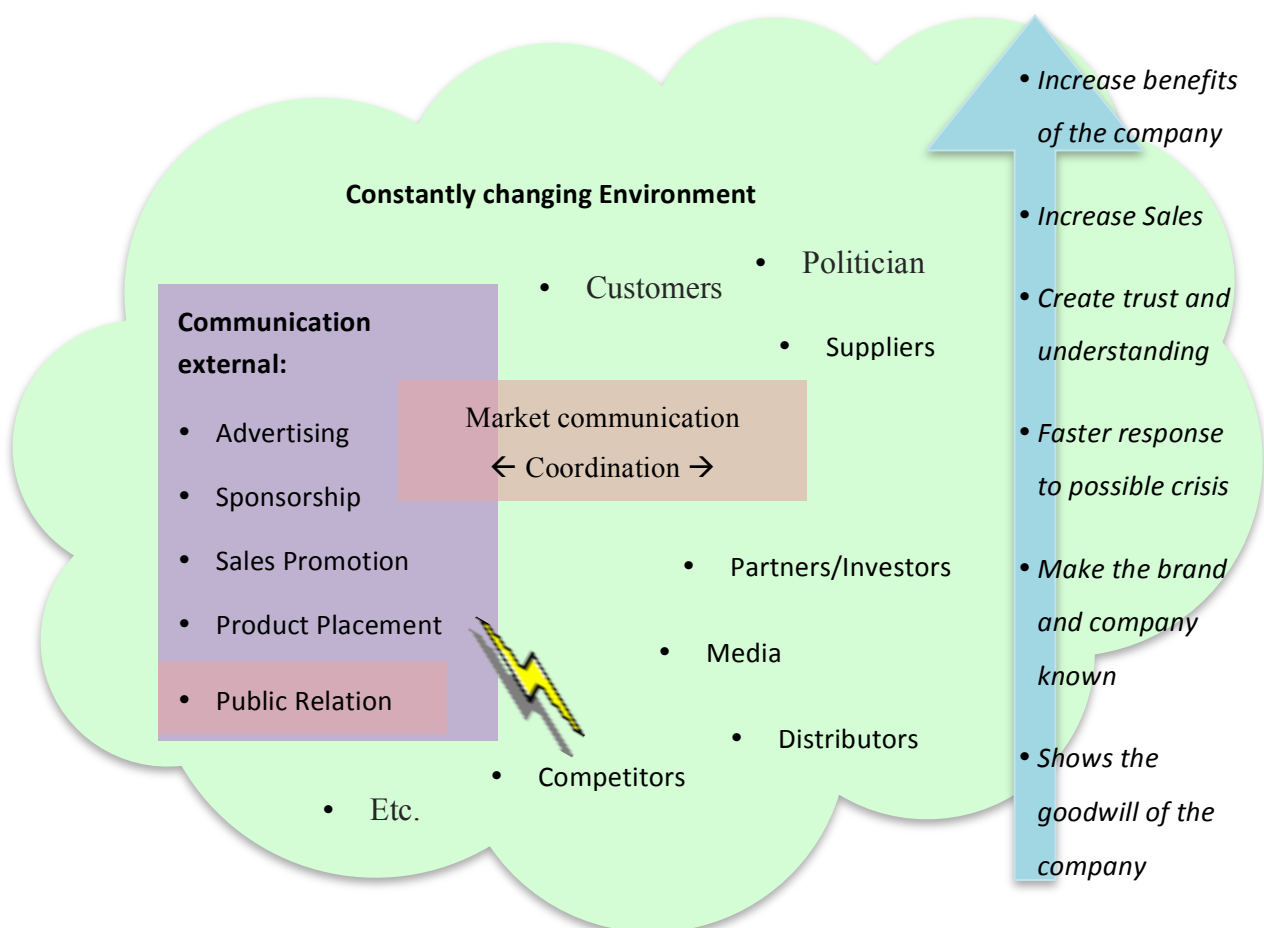 Constantly changing Environment
• Politician
• Customers
• Suppliers
Communication
external:
• Advertising
• Sponsorship
• Sales Promotion
• Product Placement
• Public Relation
Market communication
← Coordination →
• Partners/Investors
• Media
• Distributors
• Competitors
• Etc.
• Increase benefits
of the company
• Increase Sales
• Create trust and
understanding
• Faster response
to possible crisis
• Make the brand
and company
known
• Shows the
goodwill of the
company